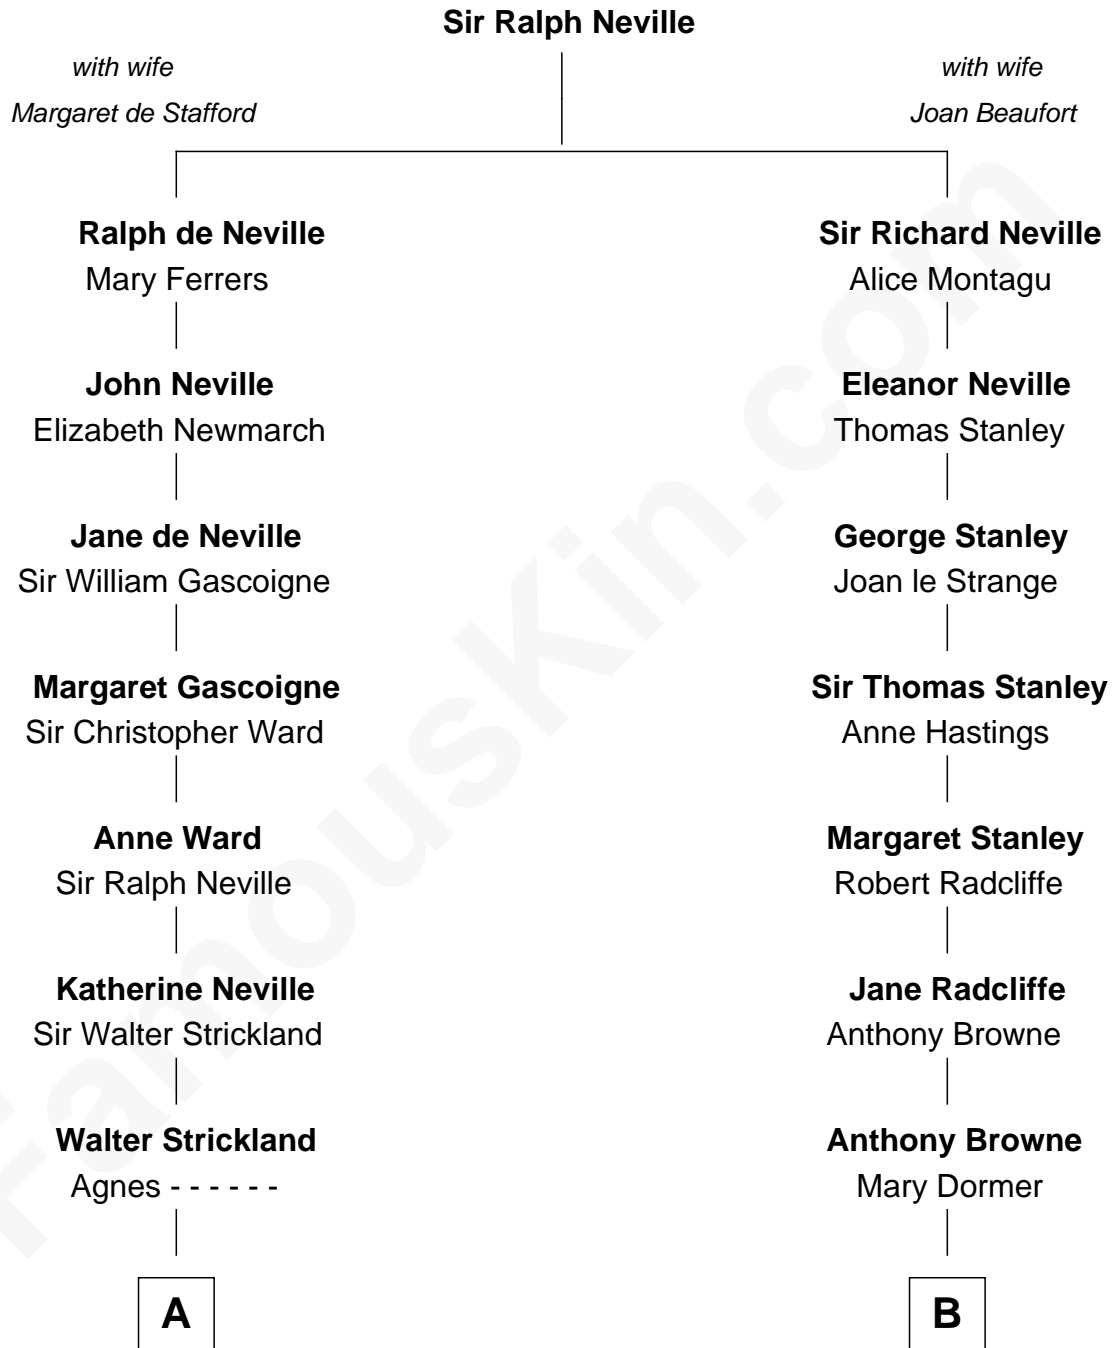 Sir Ralph Neville
with wife
Margaret de Stafford
with wife
Joan Beaufort
Ralph de Neville
Mary Ferrers
John Neville
Elizabeth Newmarch
Jane de Neville
Sir William Gascoigne
Margaret Gascoigne
Sir Christopher Ward
Anne Ward
Sir Ralph Neville
Katherine Neville
Sir Walter Strickland
Walter Strickland
Agnes - - - - - -
A
Sir Richard Neville
Alice Montagu
Eleanor Neville
Thomas Stanley
George Stanley
Joan le Strange
Sir Thomas Stanley
Anne Hastings
Margaret Stanley
Robert Radcliffe
Jane Radcliffe
Anthony Browne
Anthony Browne
Mary Dormer
B
FamousKin.com